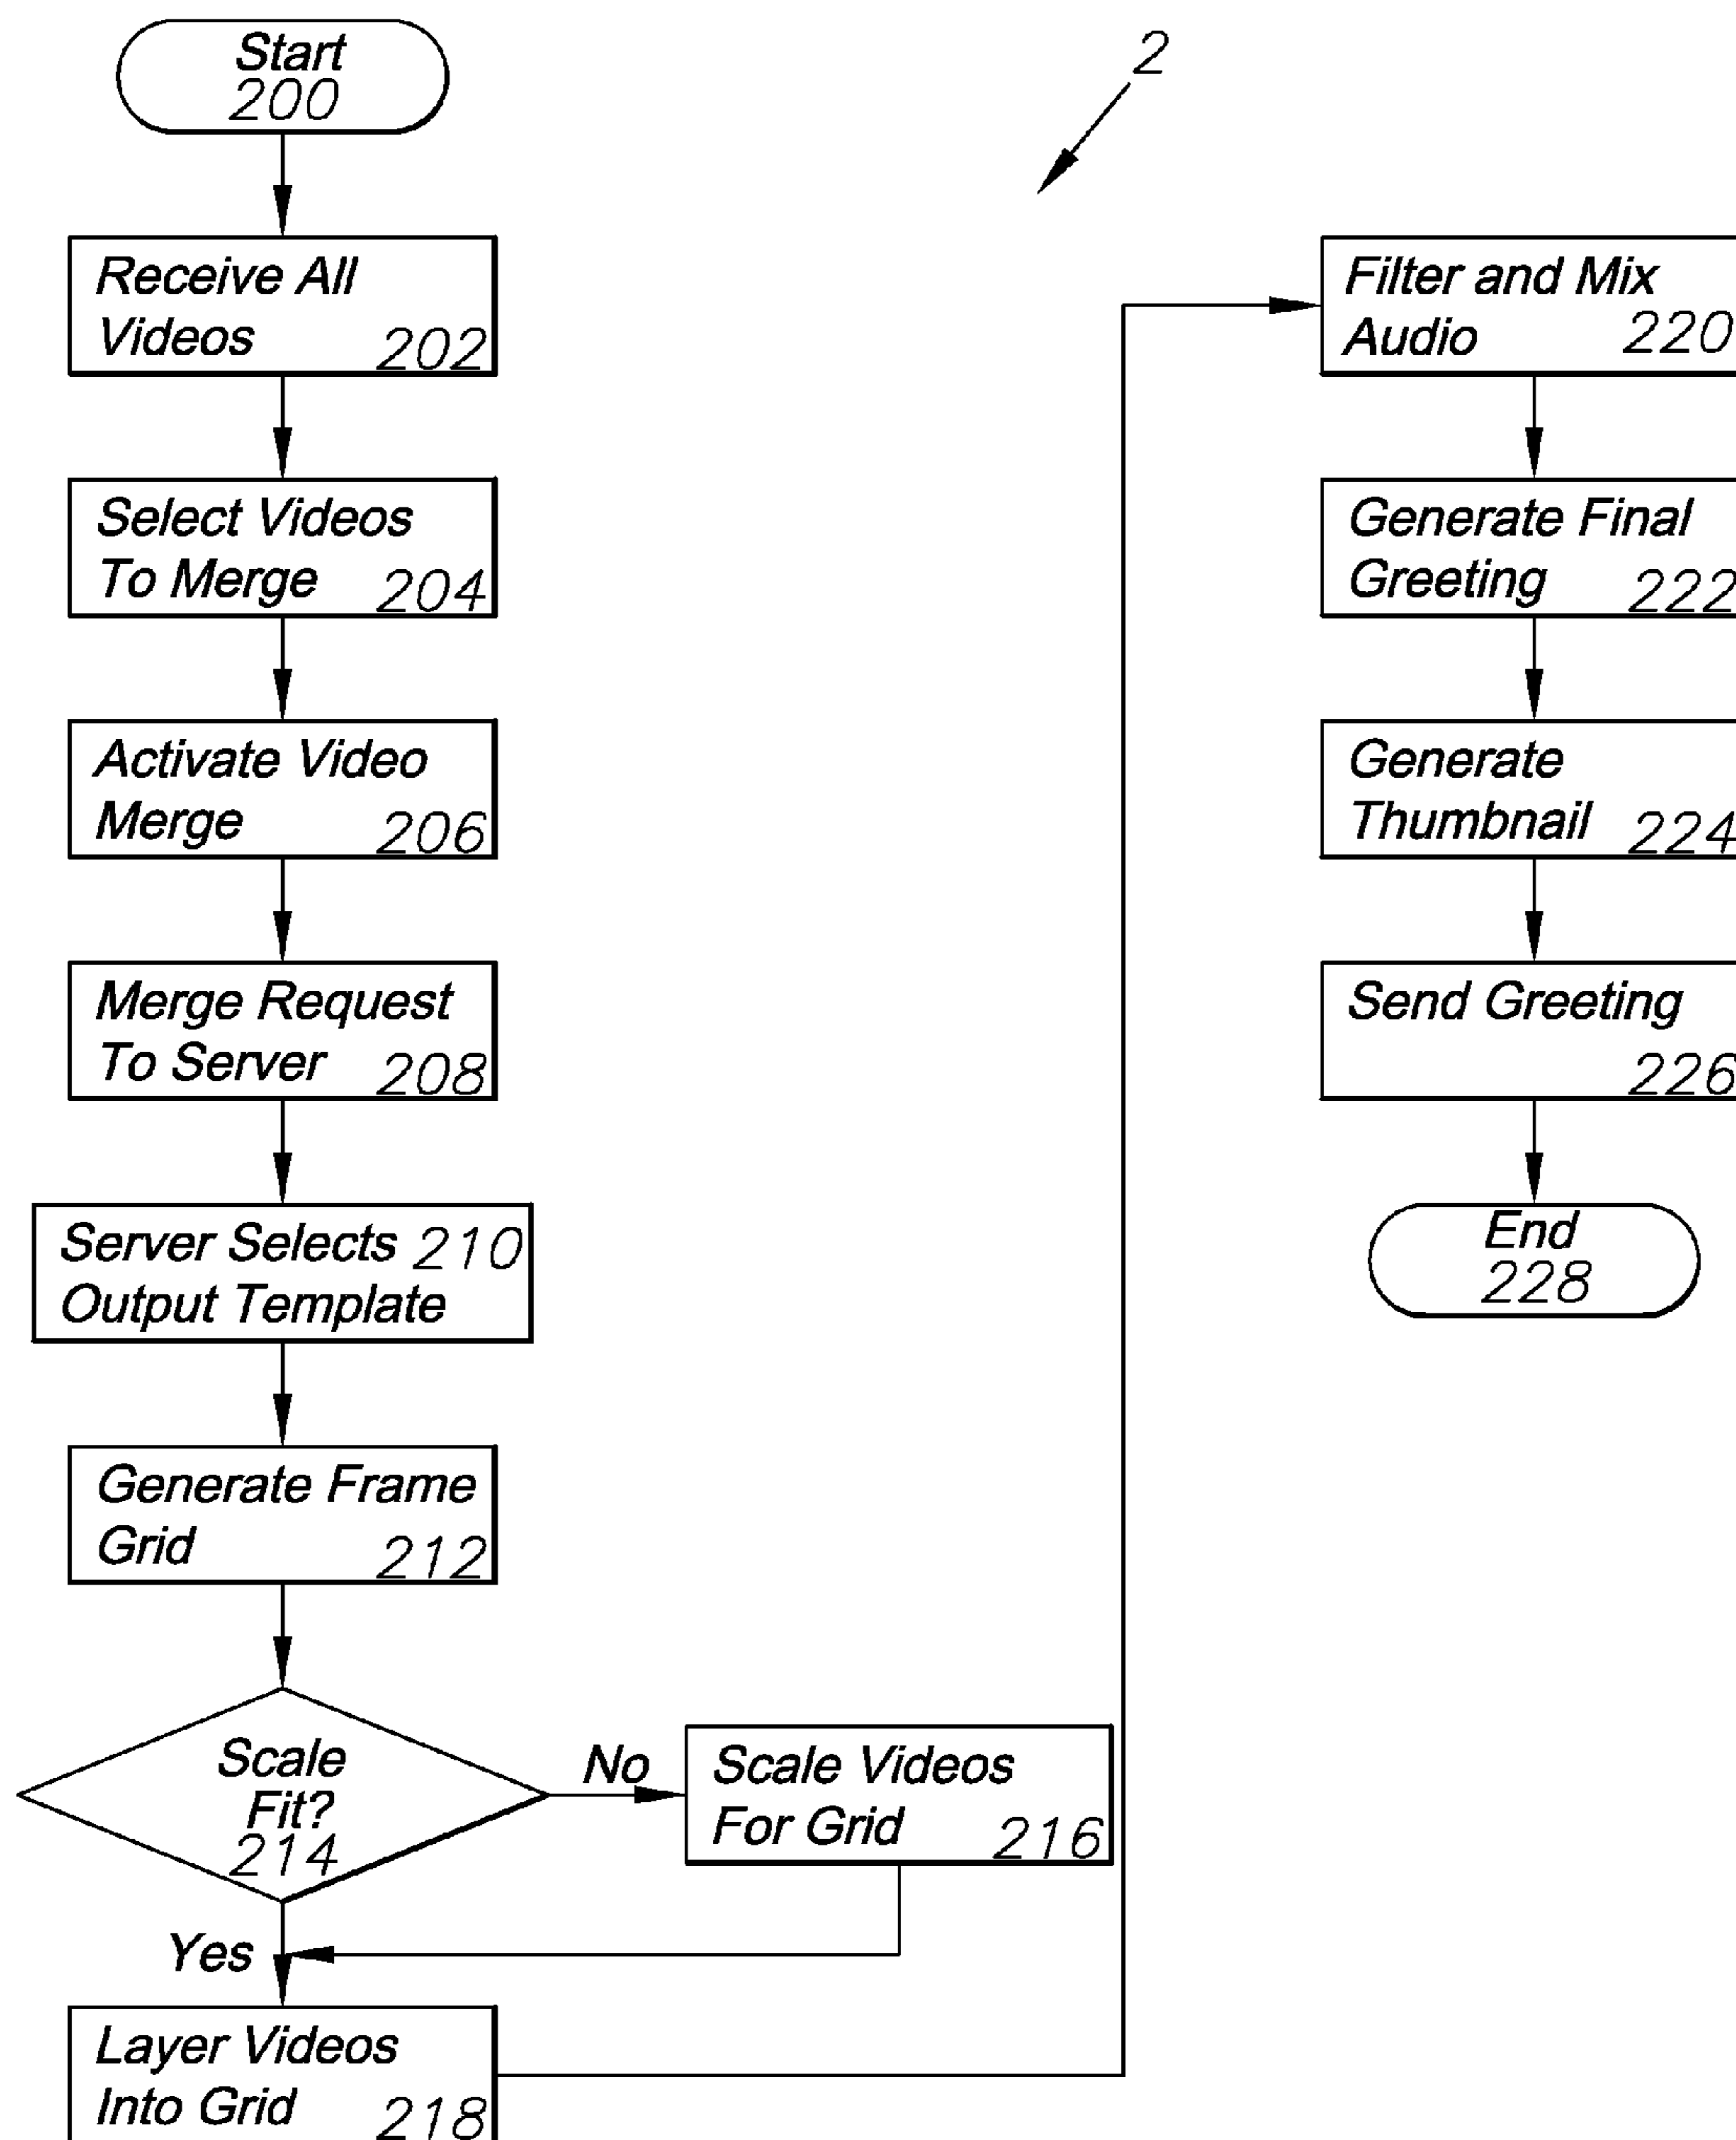 Start
200
2
Receive All
Videos 202
Select Videos
To Merge 204
Activate Video
Merge 206
Merge Request
To Server 208
Server Selects 210
Output Template
Generate Frame
Grid 212
Scale
Fit?
214
No
Scale Videos
For Grid 216
Yes
Layer Videos
Into Grid 218
Filter and Mix
Audio 220
Generate Final
Greeting 222
Generate
Thumbnail 224
Send Greeting
226
End
228